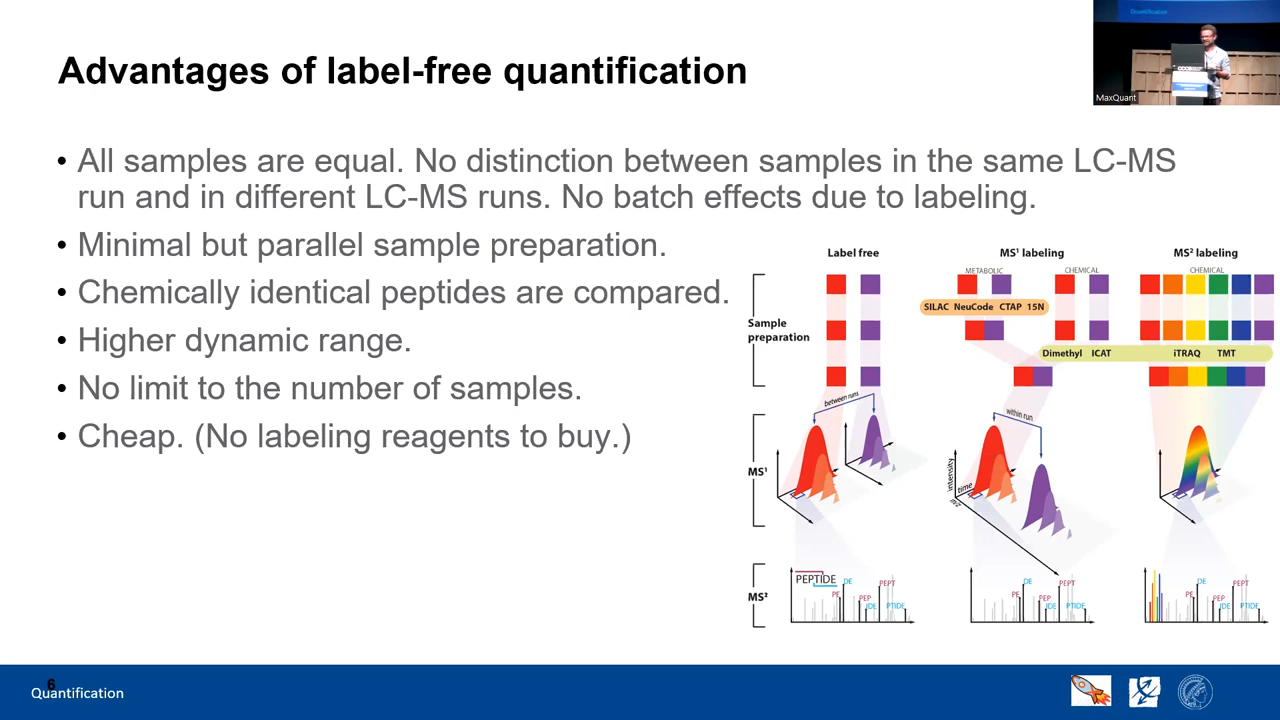 Quantification
MaxQuant
Advantages of label-free quantification
• All samples are equal. No distinction between samples in the same LC-MS
run and in different LC-MS runs. No batch effects due to labeling.
• Minimal but parallel sample preparation.
• Chemically identical peptides are compared.
• Higher dynamic range.
• No limit to the number of samples.
• Cheap. (No labeling reagents to buy.)
Label free
MS¹ labeling
MS² labeling
METABOLIC
CHEMICAL
CHEMICAL
SILAC NeuCode CTAP 15N
Sample
preparation
Dimethyl ICAT
iTRAQ TMT
between runs
within run
MS¹
intensity
time
m/z
MS²
PEPTIDE
DE
PEPT
PE
PEP
IDE
PTIDE
DE
PEPT
PE
PEP
IDE
PTIDE
DE
PEPT
PE
PEP
IDE
PTIDE
6
Quantification